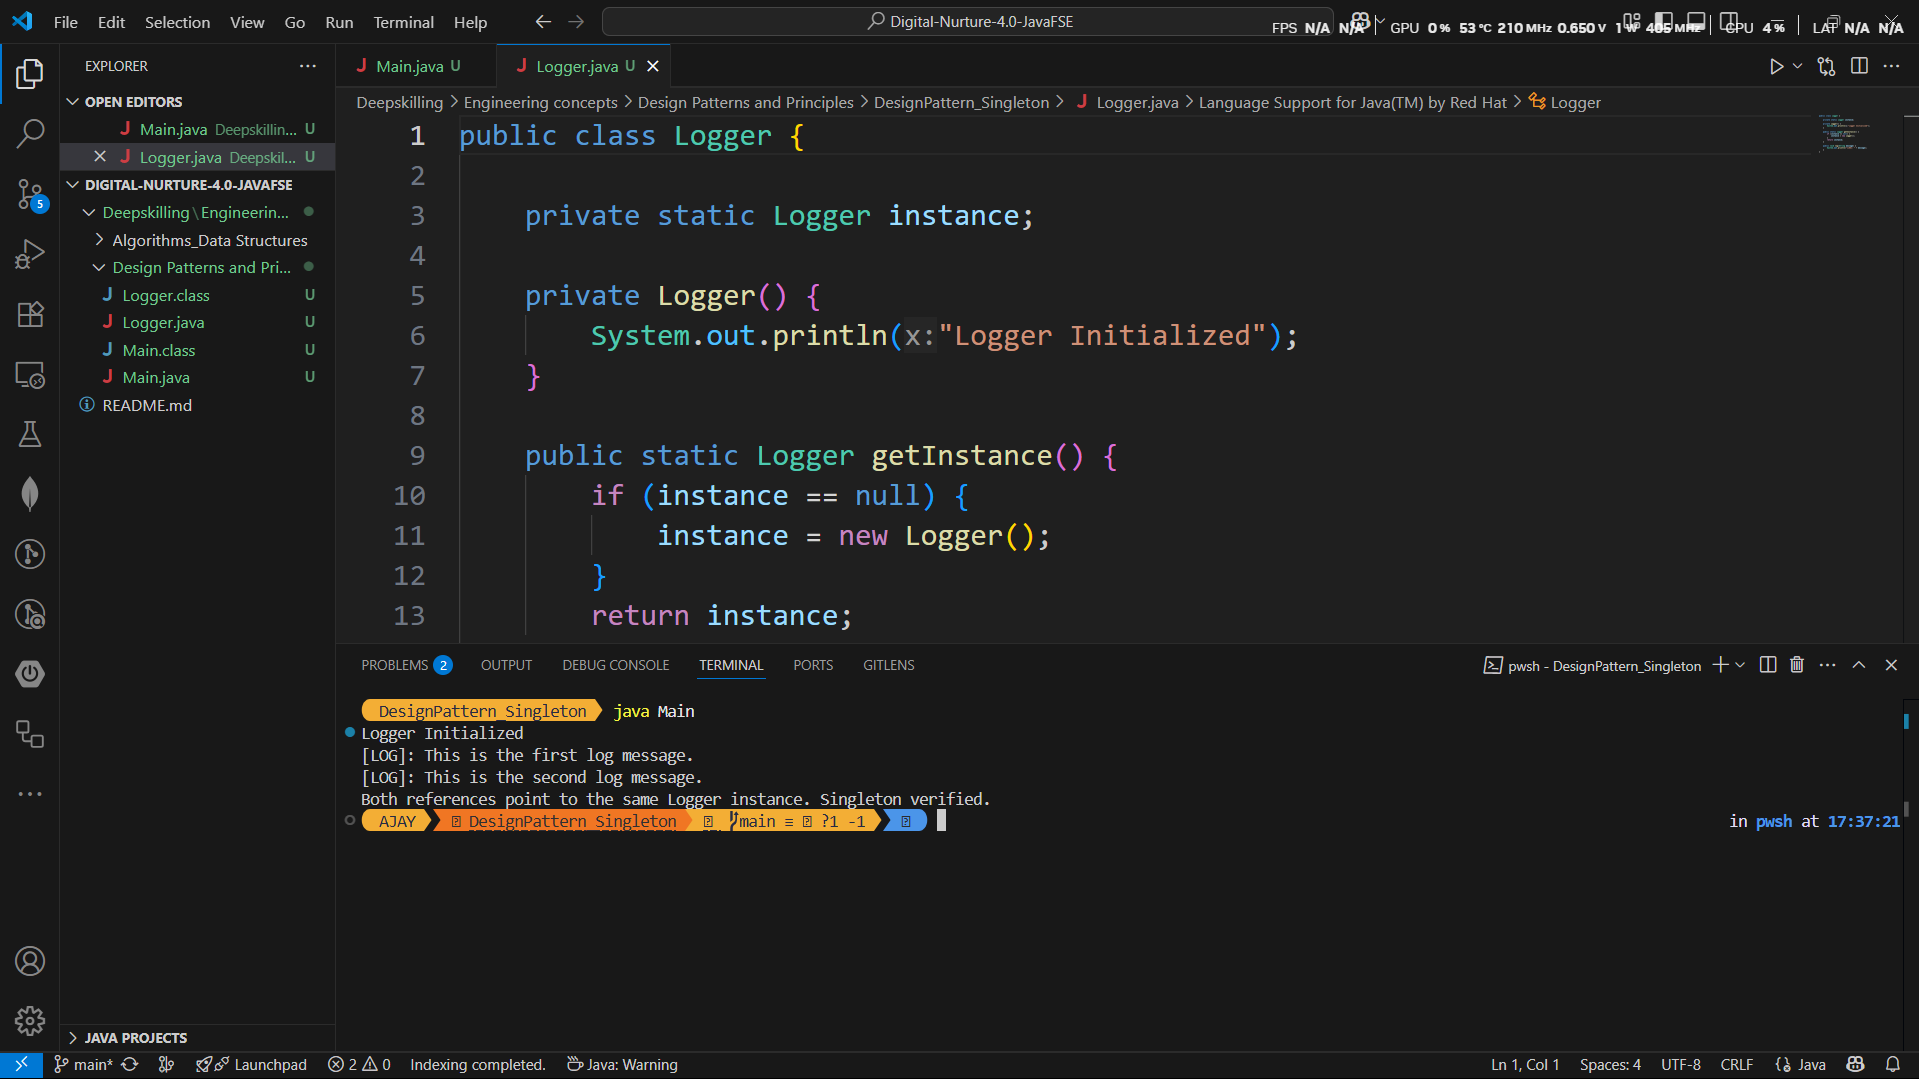 File Edit Selection View Go Run Terminal Help
Digital-Nurture-4.0-JavaFSE
FPS N/A N/A GPU 0% 53°C 210 MHz 0.650 V 1 W 405 MHz CPU 4% LAT N/A N/A
EXPLORER
Main.java U
Logger.java U
OPEN EDITORS
Main.java Deepskillin... U
Logger.java Deepskil... U
DIGITAL-NURTURE-4.0-JAVAFSE
Deepskilling\Engineerin...
Algorithms_Data Structures
Design Patterns and Pri...
Logger.class U
Logger.java U
Main.class U
Main.java U
README.md
5
JAVA PROJECTS
Deepskilling > Engineering concepts > Design Patterns and Principles > DesignPattern_Singleton > Logger.java > Language Support for Java(TM) by Red Hat > Logger
1 public class Logger {
2
3 private static Logger instance;
4
5 private Logger() {
6 System.out.println(x:"Logger Initialized");
7 }
8
9 public static Logger getInstance() {
10 if (instance == null) {
11 instance = new Logger();
12 }
13 return instance;
PROBLEMS 2 OUTPUT DEBUG CONSOLE TERMINAL PORTS GITLENS
pwsh - DesignPattern_Singleton
DesignPattern_Singleton java Main
Logger Initialized
[LOG]: This is the first log message.
[LOG]: This is the second log message.
Both references point to the same Logger instance. Singleton verified.
AJAY DesignPattern_Singleton main ≡ ?1 -1
in pwsh at 17:37:21
main* Launchpad 2 0 Indexing completed. Java: Warning
Ln 1, Col 1 Spaces: 4 UTF-8 CRLF Java